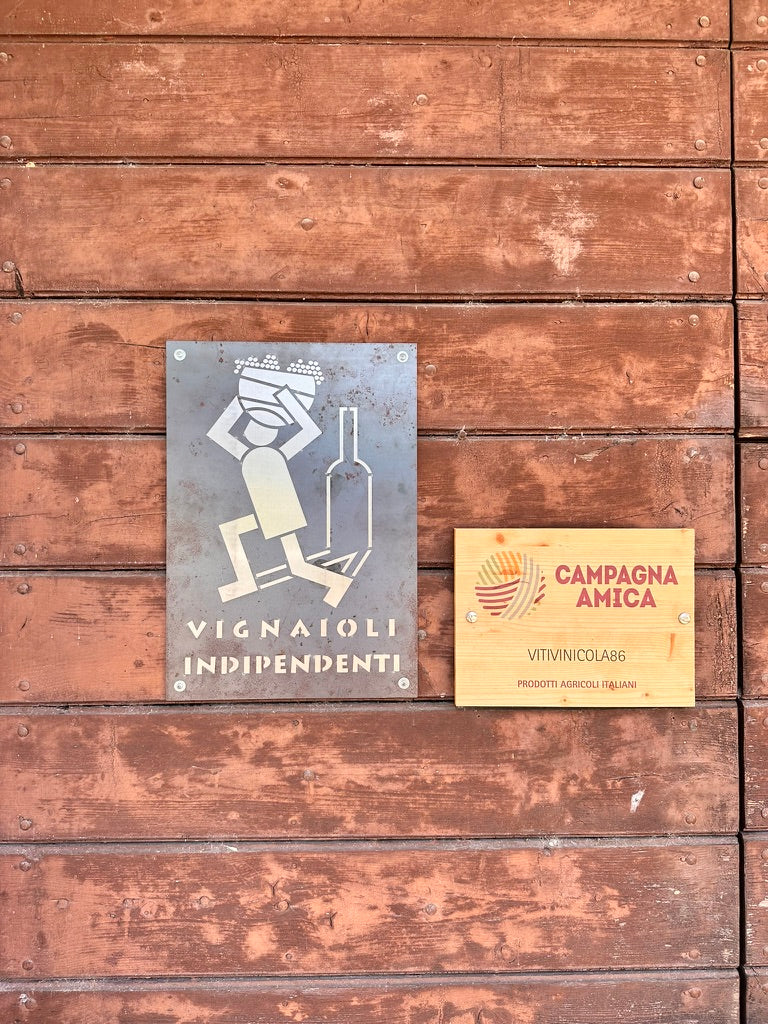 VIGNAIOLI
INDIPENDENTI
CAMPAGNA
AMICA
VITIVINICOLA86
PRODOTTI AGRICOLI ITALIANI